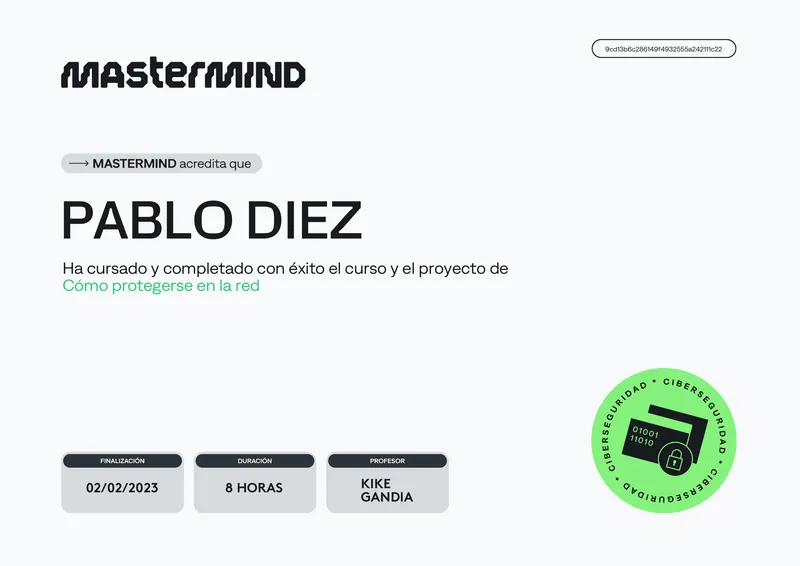 MASterMIND
9cd13b6c286149f4932555a242111c22
→ MASTERMIND acredita que
PABLO DIEZ
Ha cursado y completado con éxito el curso y el proyecto de
Cómo protegerse en la red
FINALIZACIÓN
02/02/2023
DURACIÓN
8 HORAS
PROFESOR
KIKE
GANDIA
CIBERSEGURIDAD * CIBERSEGURIDAD * CIBERSEGURIDAD *
01001
11010